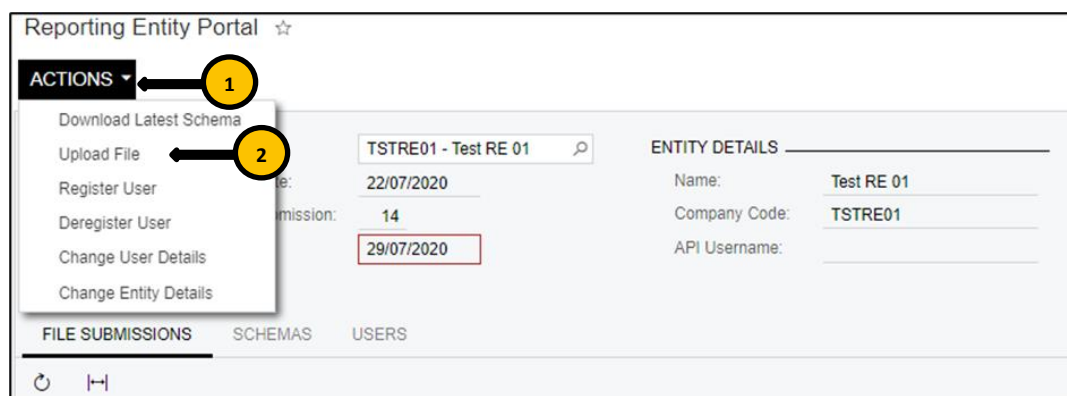 Reporting Entity Portal
ACTIONS
1
Download Latest Schema
Upload File
2
Register User
Deregister User
Change User Details
Change Entity Details
TSTRE01 - Test RE 01
22/07/2020
mission: 14
29/07/2020
ENTITY DETAILS
Name: Test RE 01
Company Code: TSTRE01
API Username:
FILE SUBMISSIONS SCHEMAS USERS